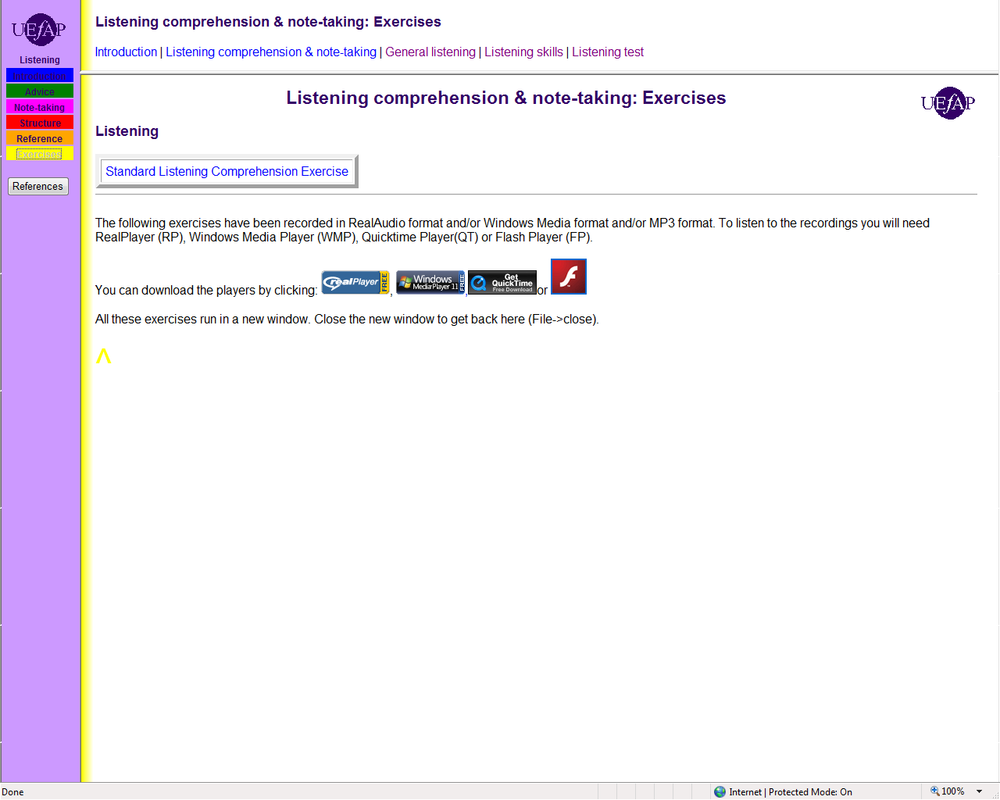 UEfAP
Listening
Introduction
Advice
Note-taking
Structure
Reference
Exercises
References
Listening comprehension & note-taking: Exercises
Introduction | Listening comprehension & note-taking | General listening | Listening skills | Listening test
Listening comprehension & note-taking: Exercises
UEfAP
Listening
Standard Listening Comprehension Exercise
The following exercises have been recorded in RealAudio format and/or Windows Media format and/or MP3 format. To listen to the recordings you will need
RealPlayer (RP), Windows Media Player (WMP), Quicktime Player(QT) or Flash Player (FP).
You can download the players by clicking: realPlayer FREE, Windows MediaPlayer 11 FREE, Get QuickTime Free Download or
All these exercises run in a new window. Close the new window to get back here (File->close).
Λ
Done
Internet | Protected Mode: On
100%